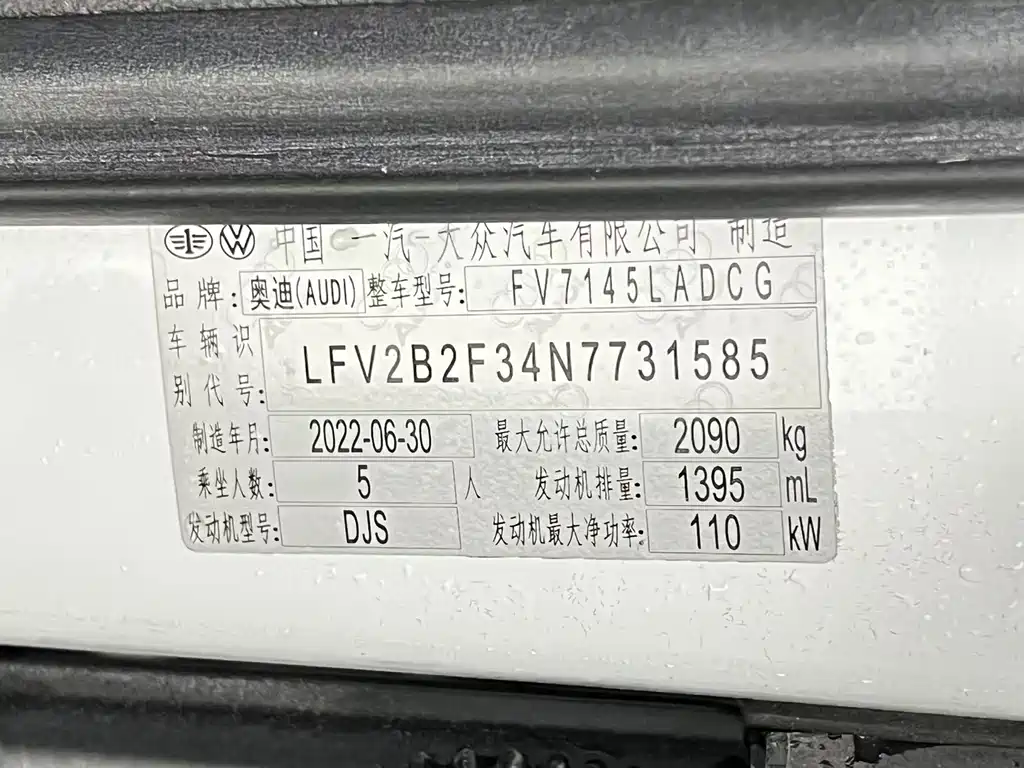 中国 一汽-大众汽车有限公司 制造
品牌: 奥迪(AUDI) 整车型号: FV7145LADCG
车辆识别代号: LFV2B2F34N7731585
制造年月: 2022-06-30 最大允许总质量: 2090 kg
乘坐人数: 5 人 发动机排量: 1395 mL
发动机型号: DJS 发动机最大净功率: 110 kW